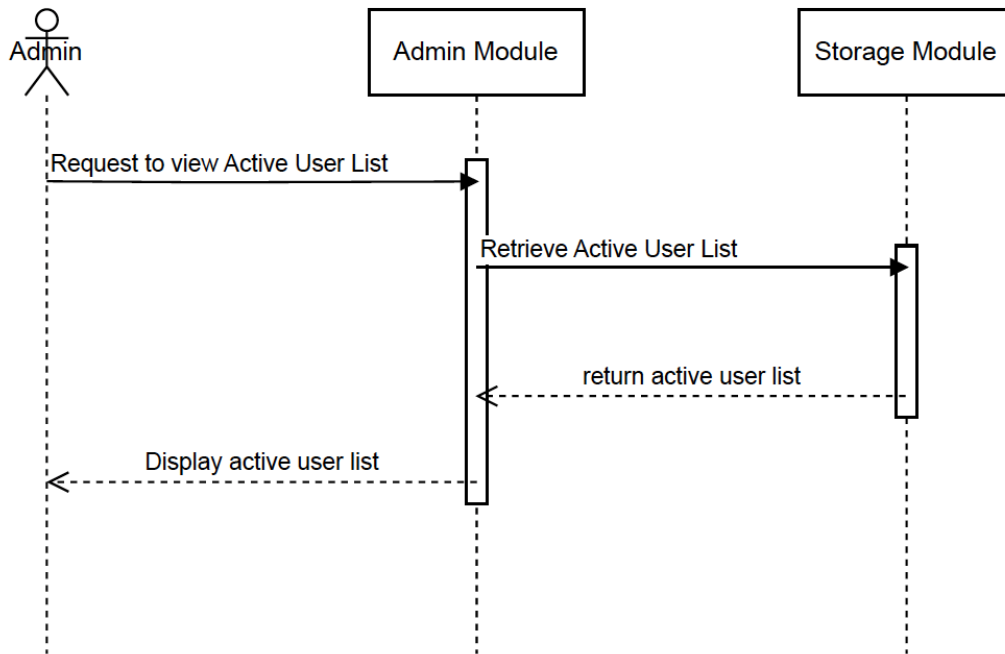 Admin
Admin Module
Storage Module
Request to view Active User List
Retrieve Active User List
return active user list
Display active user list